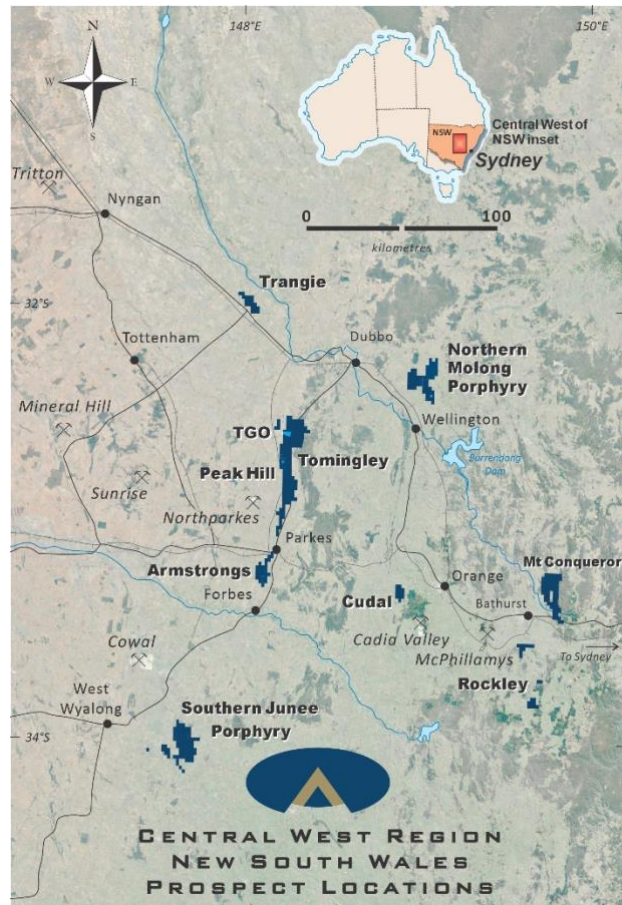 148°E
150°E
N
W
E
S
NSW
Central West of
NSW inset
Sydney
0
100
kilometres
Tritton
Nyngan
Trangie
32°S
Tottenham
Dubbo
Northern
Molong
Porphyry
Mineral Hill
Wellington
TGO
Tomingley
Burrendong
Dam
Peak Hill
Sunrise
Northparkes
Parkes
Mt Conqueror
Armstrongs
Orange
Cudal
Forbes
Bathurst
Cadia Valley
McPhillamys
To Sydney
Cowal
Rockley
West
Wyalong
Southern Junee
Porphyry
34°S
CENTRAL WEST REGION
NEW SOUTH WALES
PROSPECT LOCATIONS